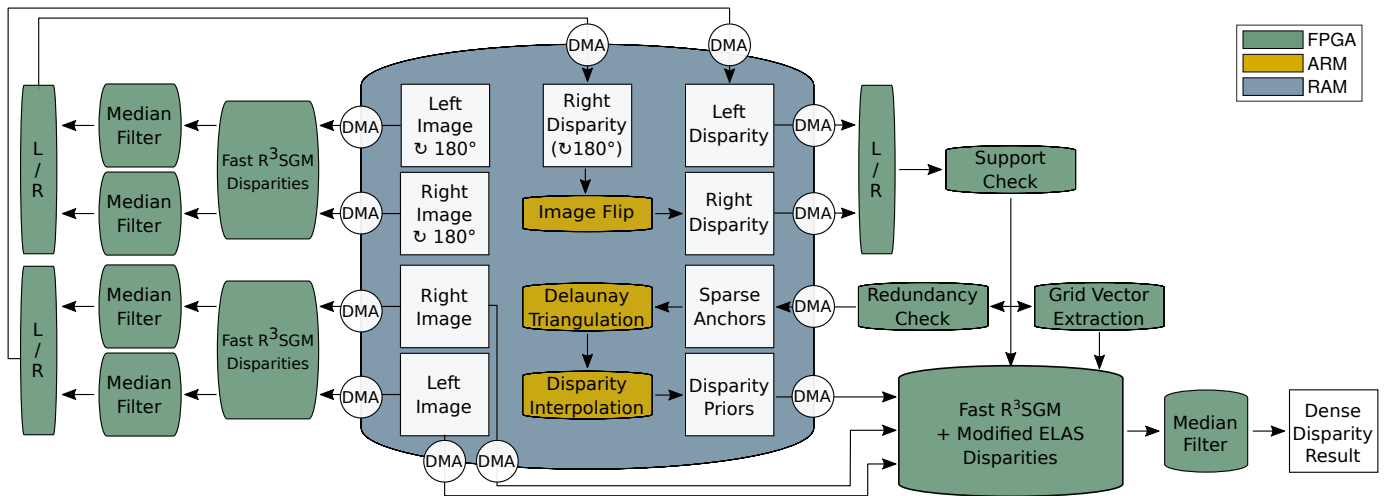 DMA
DMA
FPGA
ARM
RAM
L
/
R
Median
Filter
Fast R³SGM
Disparities
DMA
Left
Image
↻ 180°
Right
Disparity
(↻180°)
Left
Disparity
DMA
L
/
R
Support
Check
Median
Filter
DMA
Right
Image
↻ 180°
Image Flip
Right
Disparity
DMA
L
/
R
Median
Filter
Fast R³SGM
Disparities
DMA
Right
Image
Delaunay
Triangulation
Sparse
Anchors
DMA
Redundancy
Check
Grid Vector
Extraction
Median
Filter
DMA
Left
Image
Disparity
Interpolation
Disparity
Priors
DMA
Fast R³SGM
+ Modified ELAS
Disparities
Median
Filter
Dense
Disparity
Result
DMA
DMA